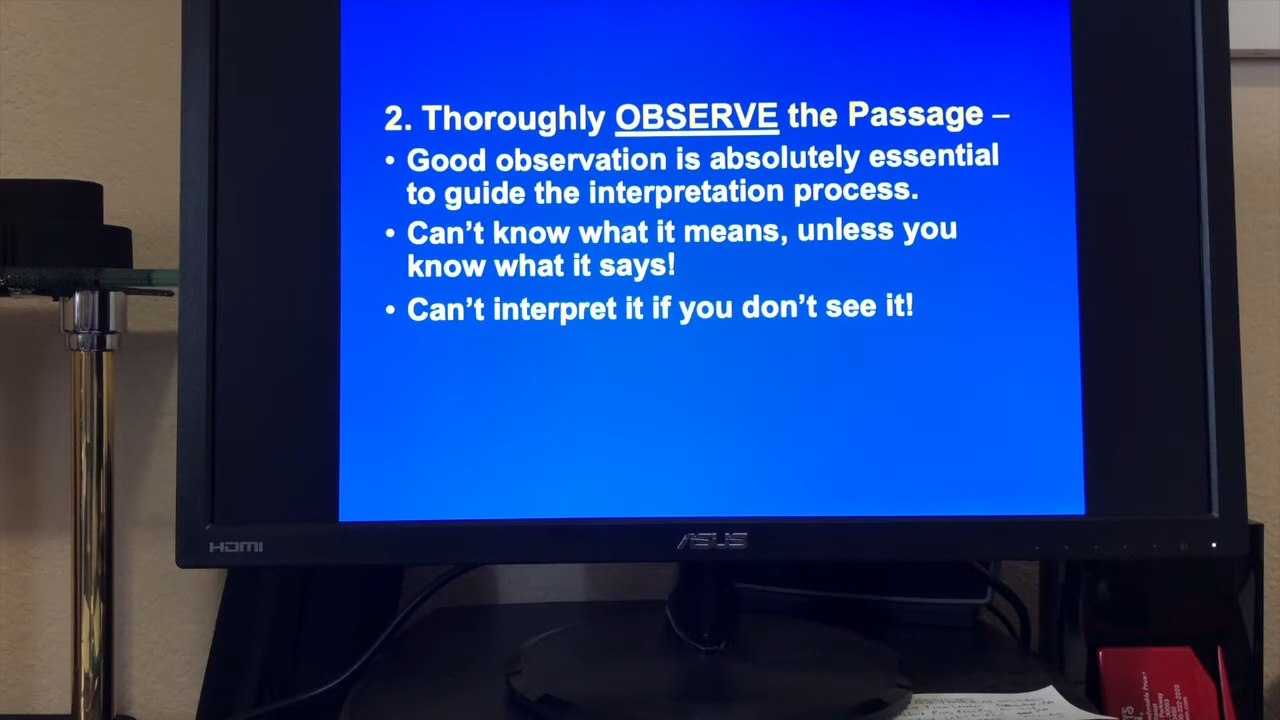 2. Thoroughly OBSERVE the Passage –
• Good observation is absolutely essential
to guide the interpretation process.
• Can't know what it means, unless you
know what it says!
• Can't interpret it if you don't see it!
HDMI
ASUS